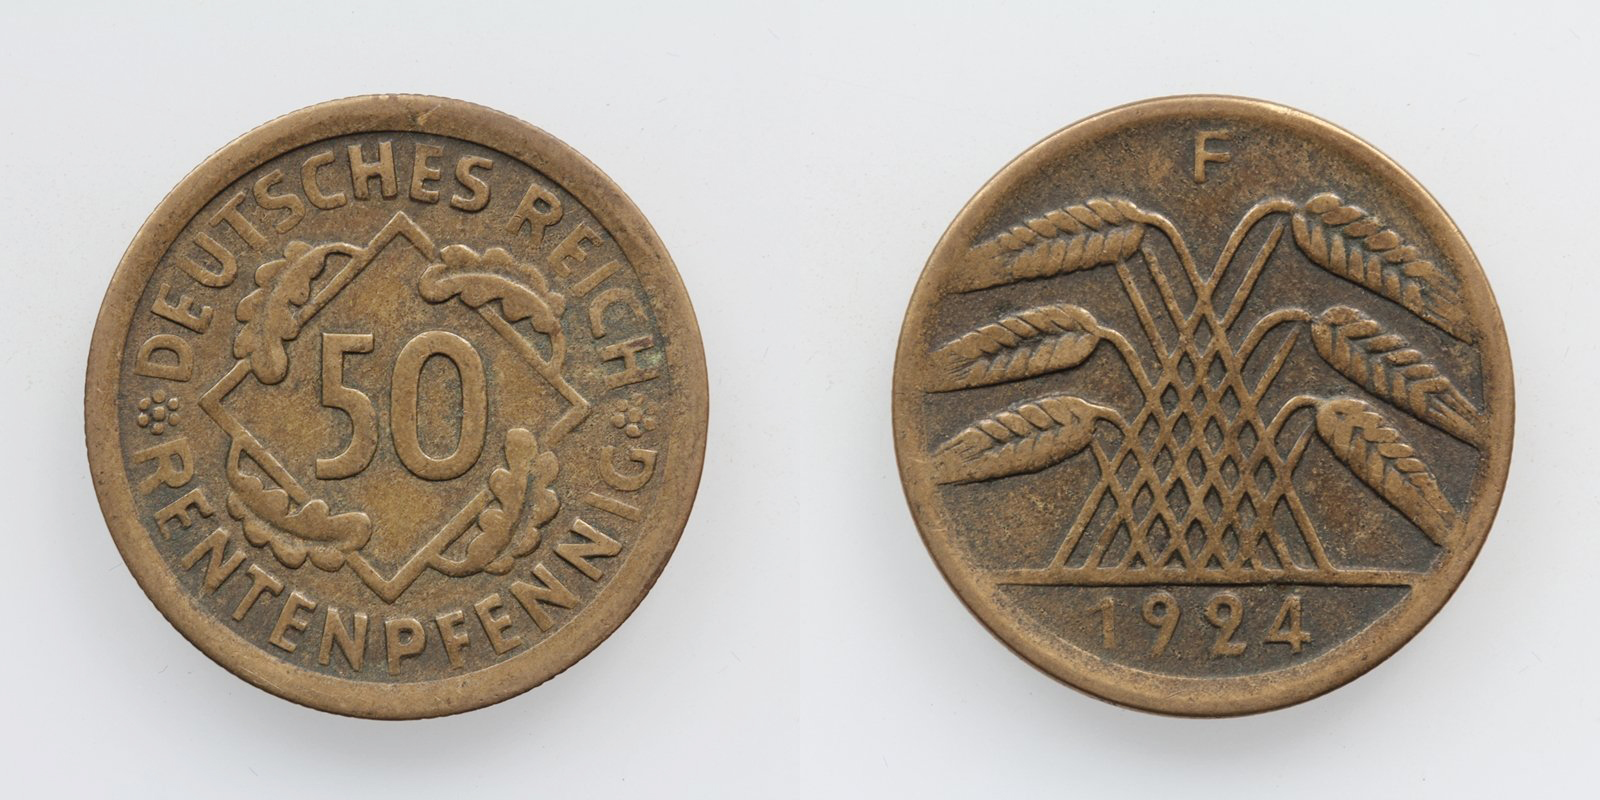 DEUTSCHES REICH
50
RENTENPFENNIG
F
1924